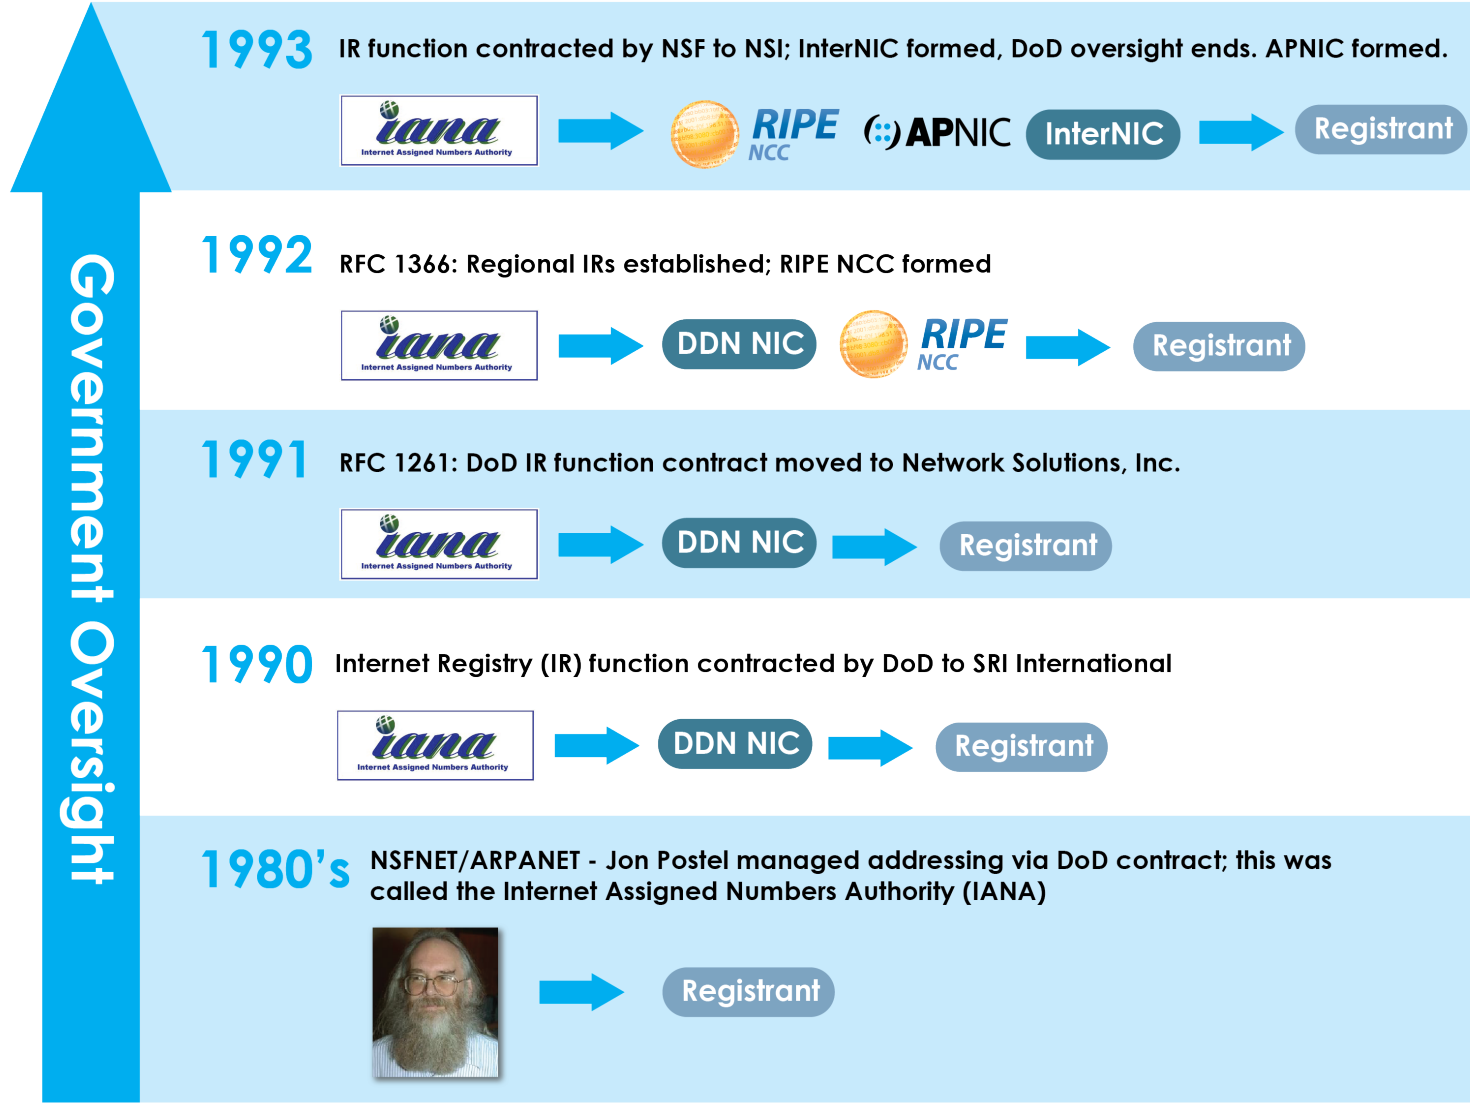 1993
IR function contracted by NSF to NSI; InterNIC formed, DoD oversight ends. APNIC formed.
iana
Internet Assigned Numbers Authority
RIPE
NCC
APNIC
InterNIC
Registrant
1992
RFC 1366: Regional IRs established; RIPE NCC formed
iana
Internet Assigned Numbers Authority
DDN NIC
RIPE
NCC
Registrant
1991
RFC 1261: DoD IR function contract moved to Network Solutions, Inc.
iana
Internet Assigned Numbers Authority
DDN NIC
Registrant
1990
Internet Registry (IR) function contracted by DoD to SRI International
iana
Internet Assigned Numbers Authority
DDN NIC
Registrant
1980's
NSFNET/ARPANET - Jon Postel managed addressing via DoD contract; this was
called the Internet Assigned Numbers Authority (IANA)
Registrant
Government Oversight